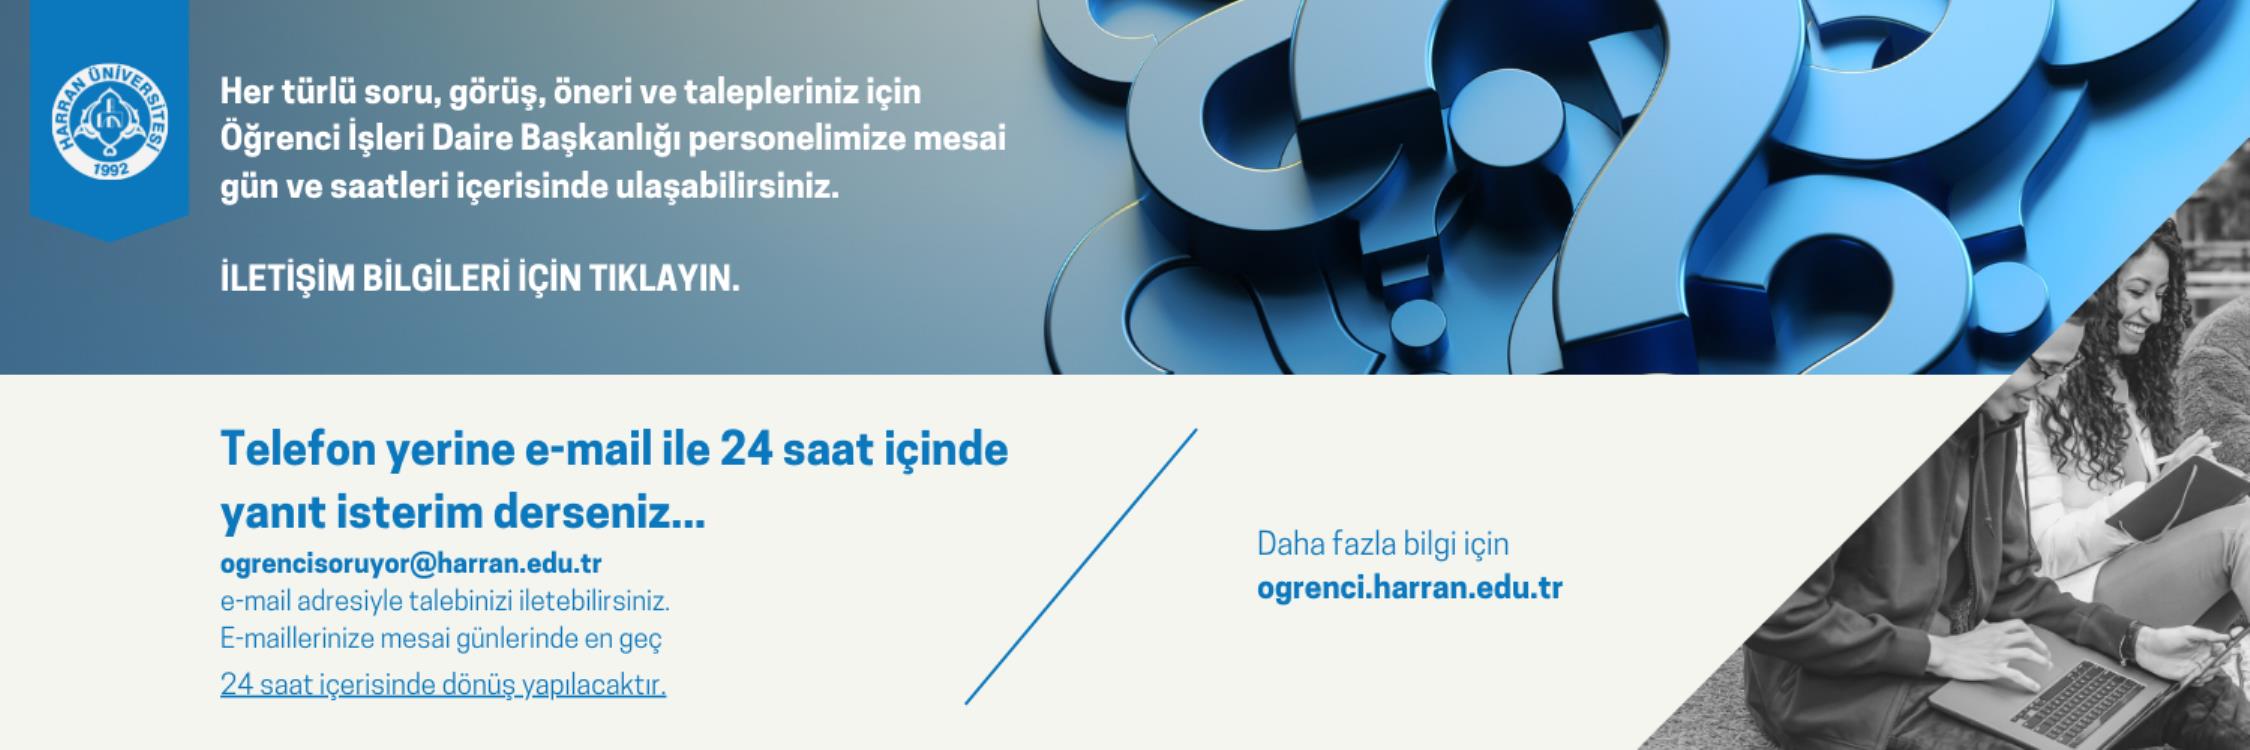 HARRAN ÜNİVERSİTESİ
1992
Her türlü soru, görüş, öneri ve talepleriniz için
Öğrenci İşleri Daire Başkanlığı personelimize mesai
gün ve saatleri içerisinde ulaşabilirsiniz.
İLETİŞİM BİLGİLERİ İÇİN TIKLAYIN.
Telefon yerine e-mail ile 24 saat içinde
yanıt isterim derseniz...
ogrencisoruyor@harran.edu.tr
e-mail adresiyle talebinizi iletebilirsiniz.
E-maillerinize mesai günlerinde en geç
24 saat içerisinde dönüş yapılacaktır.
Daha fazla bilgi için
ogrenci.harran.edu.tr